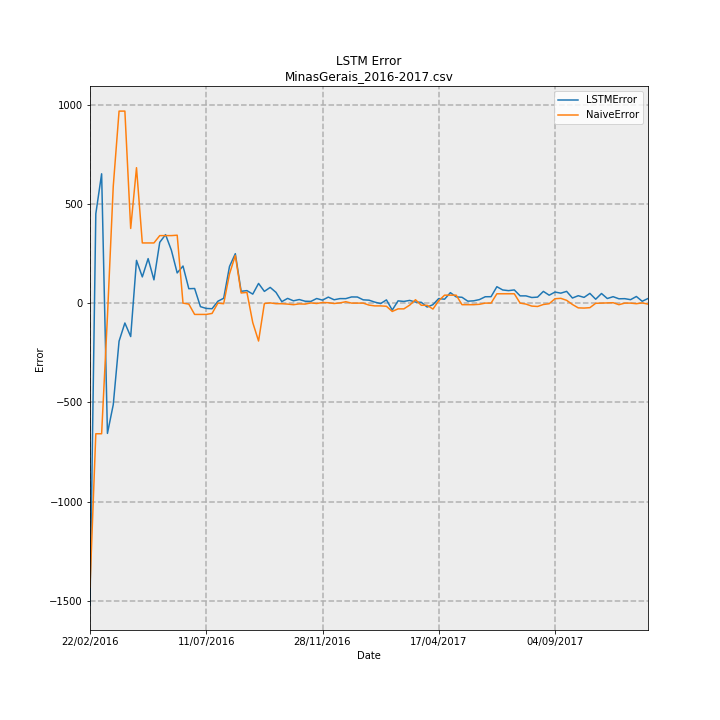 LSTM Error
MinasGerais_2016-2017.csv
LSTMError
NaiveError
1000
500
0
−500
−1000
−1500
Error
22/02/2016
11/07/2016
28/11/2016
17/04/2017
04/09/2017
Date